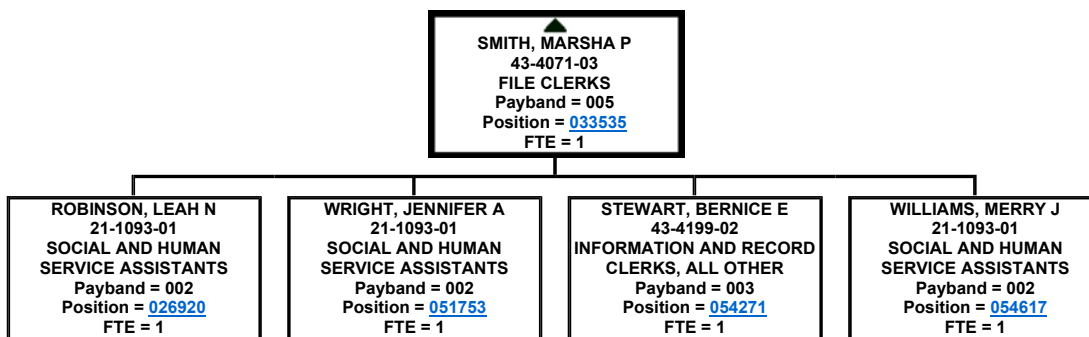 SMITH, MARSHA P
43-4071-03
FILE CLERKS
Payband = 005
Position = 033535
FTE = 1
ROBINSON, LEAH N
21-1093-01
SOCIAL AND HUMAN
SERVICE ASSISTANTS
Payband = 002
Position = 026920
FTE = 1
WRIGHT, JENNIFER A
21-1093-01
SOCIAL AND HUMAN
SERVICE ASSISTANTS
Payband = 002
Position = 051753
FTE = 1
STEWART, BERNICE E
43-4199-02
INFORMATION AND RECORD
CLERKS, ALL OTHER
Payband = 003
Position = 054271
FTE = 1
WILLIAMS, MERRY J
21-1093-01
SOCIAL AND HUMAN
SERVICE ASSISTANTS
Payband = 002
Position = 054617
FTE = 1